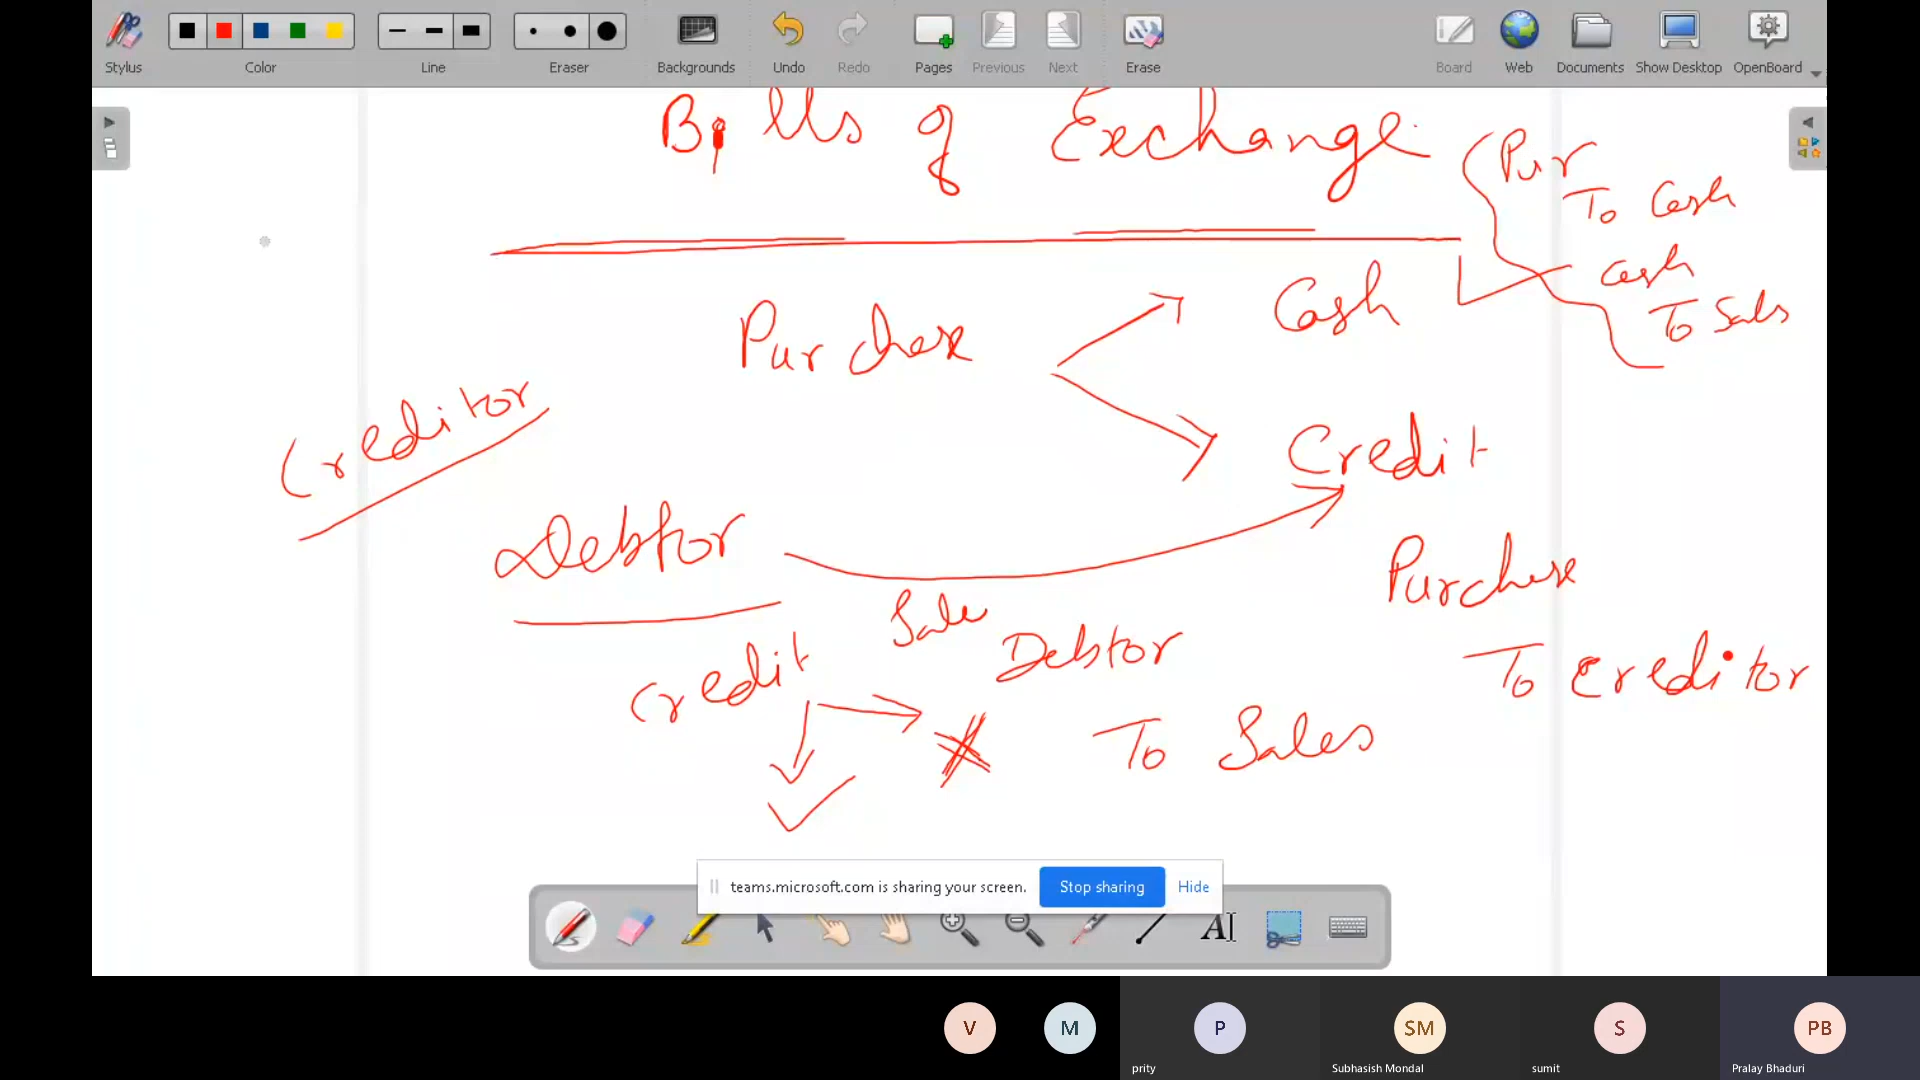 Stylus Color Line Eraser Backgrounds Undo Redo Pages Previous Next Erase Board Web Documents Show Desktop OpenBoard
Bills of Exchange
Pur
To Cash
Cash
To Sales
Purchase
Cash
Credit
Creditor
Debtor
Purchase
To Creditor
Sale
Credit
Debtor
To Sales
teams.microsoft.com is sharing your screen. Stop sharing Hide
V M P SM S PB
prity Subhasish Mondal sumit Pralay Bhaduri